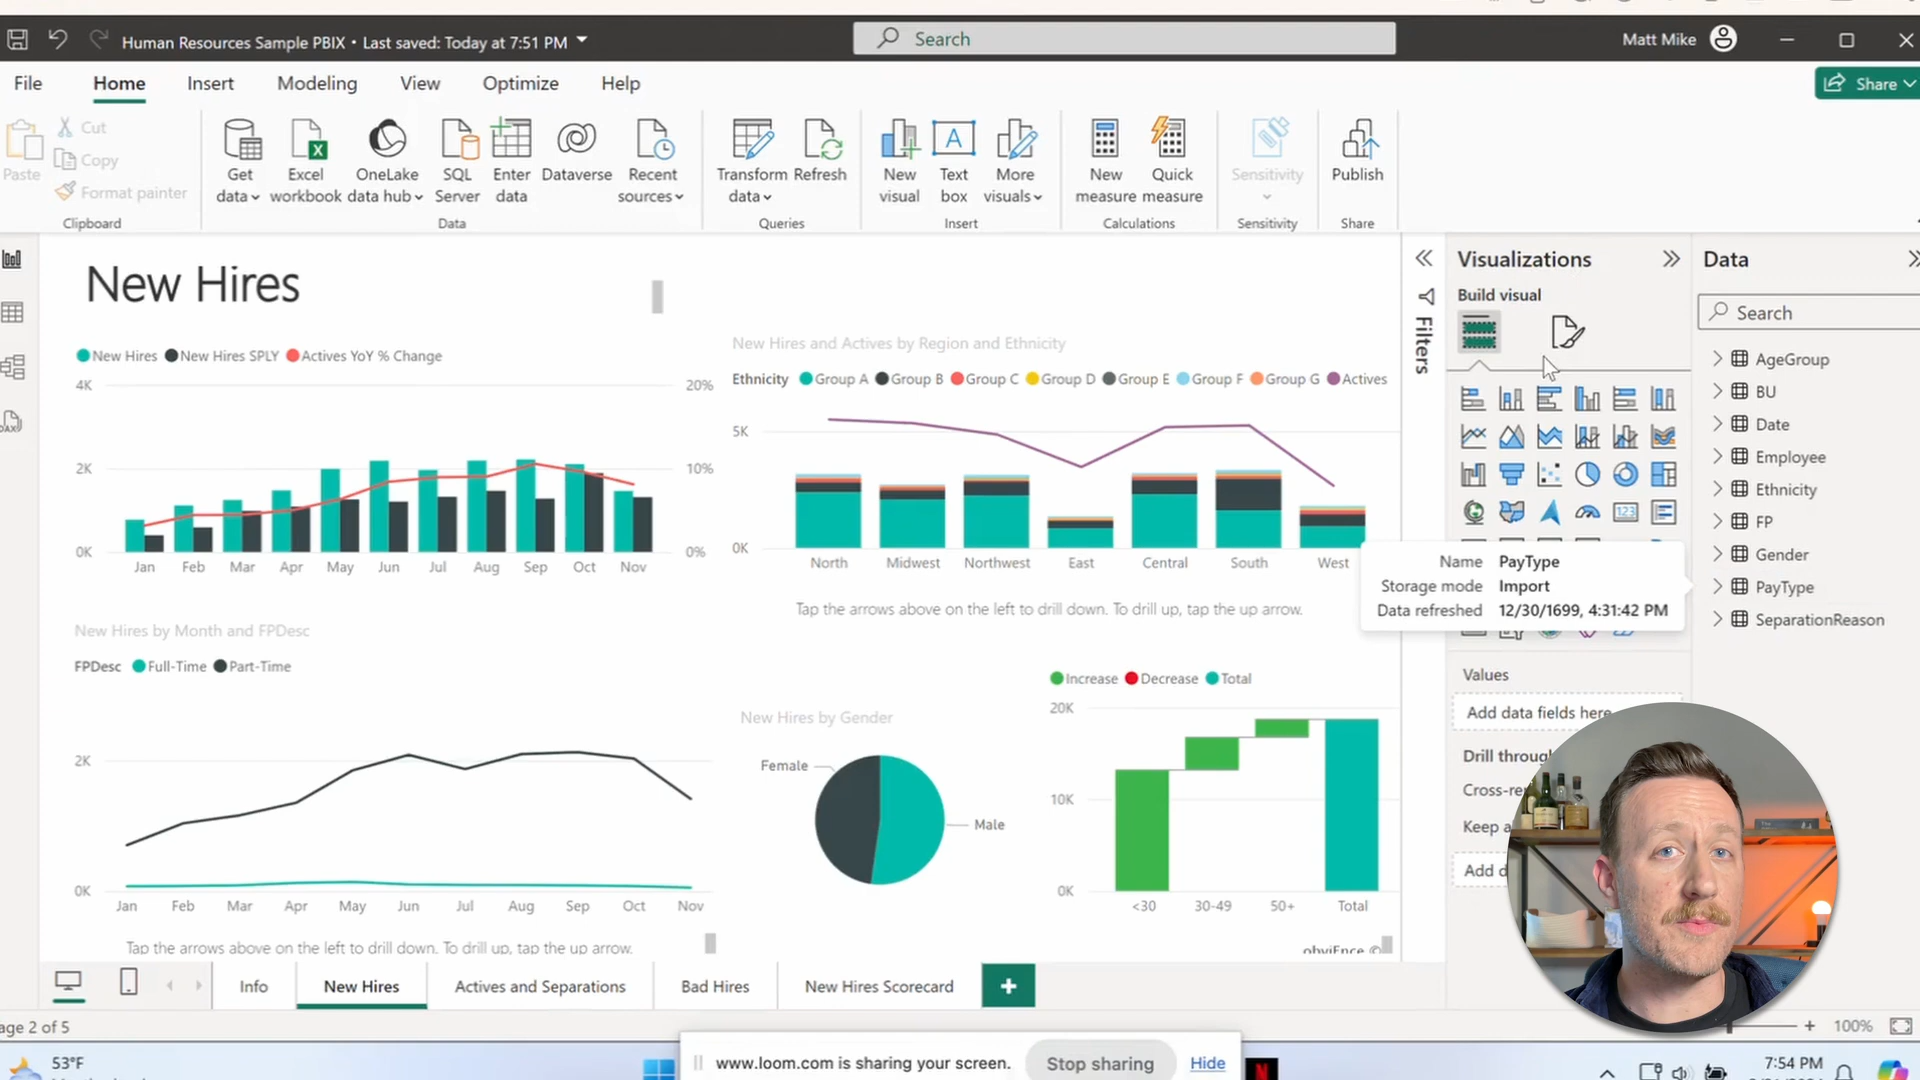 Human Resources Sample PBIX • Last saved: Today at 7:51 PM
Search
Matt Mike
File Home Insert Modeling View Optimize Help
Share
Paste
Cut
Copy
Format painter
Clipboard
Get data
Excel workbook
OneLake data hub
SQL Server
Enter data
Dataverse
Recent sources
Data
Transform data
Refresh
Queries
New visual
Text box
More visuals
Insert
New measure
Quick measure
Calculations
Sensitivity
Sensitivity
Publish
Share
New Hires
New Hires New Hires SPLY Actives YoY % Change
4K
2K
0K
20%
10%
0%
Jan Feb Mar Apr May Jun Jul Aug Sep Oct Nov
New Hires and Actives by Region and Ethnicity
Ethnicity Group A Group B Group C Group D Group E Group F Group G Actives
5K
0K
North Midwest Northwest East Central South West
Tap the arrows above on the left to drill down. To drill up, tap the up arrow.
New Hires by Month and FPDesc
FPDesc Full-Time Part-Time
2K
0K
Jan Feb Mar Apr May Jun Jul Aug Sep Oct Nov
Tap the arrows above on the left to drill down. To drill up, tap the up arrow.
New Hires by Gender
Female
Male
Increase Decrease Total
20K
10K
0K
<30 30-49 50+ Total
obviEnce ©
Filters
Visualizations
Build visual
123
Name PayType
Storage mode Import
Data refreshed 12/30/1699, 4:31:42 PM
Values
Add data fields here
Drill through
Keep a
Data
Search
AgeGroup
BU
Date
Employee
Ethnicity
FP
Gender
PayType
SeparationReason
Info
New Hires
Actives and Separations
Bad Hires
New Hires Scorecard
+
age 2 of 5
+ 100%
53°F
www.loom.com is sharing your screen.
Stop sharing
Hide
N
7:54 PM